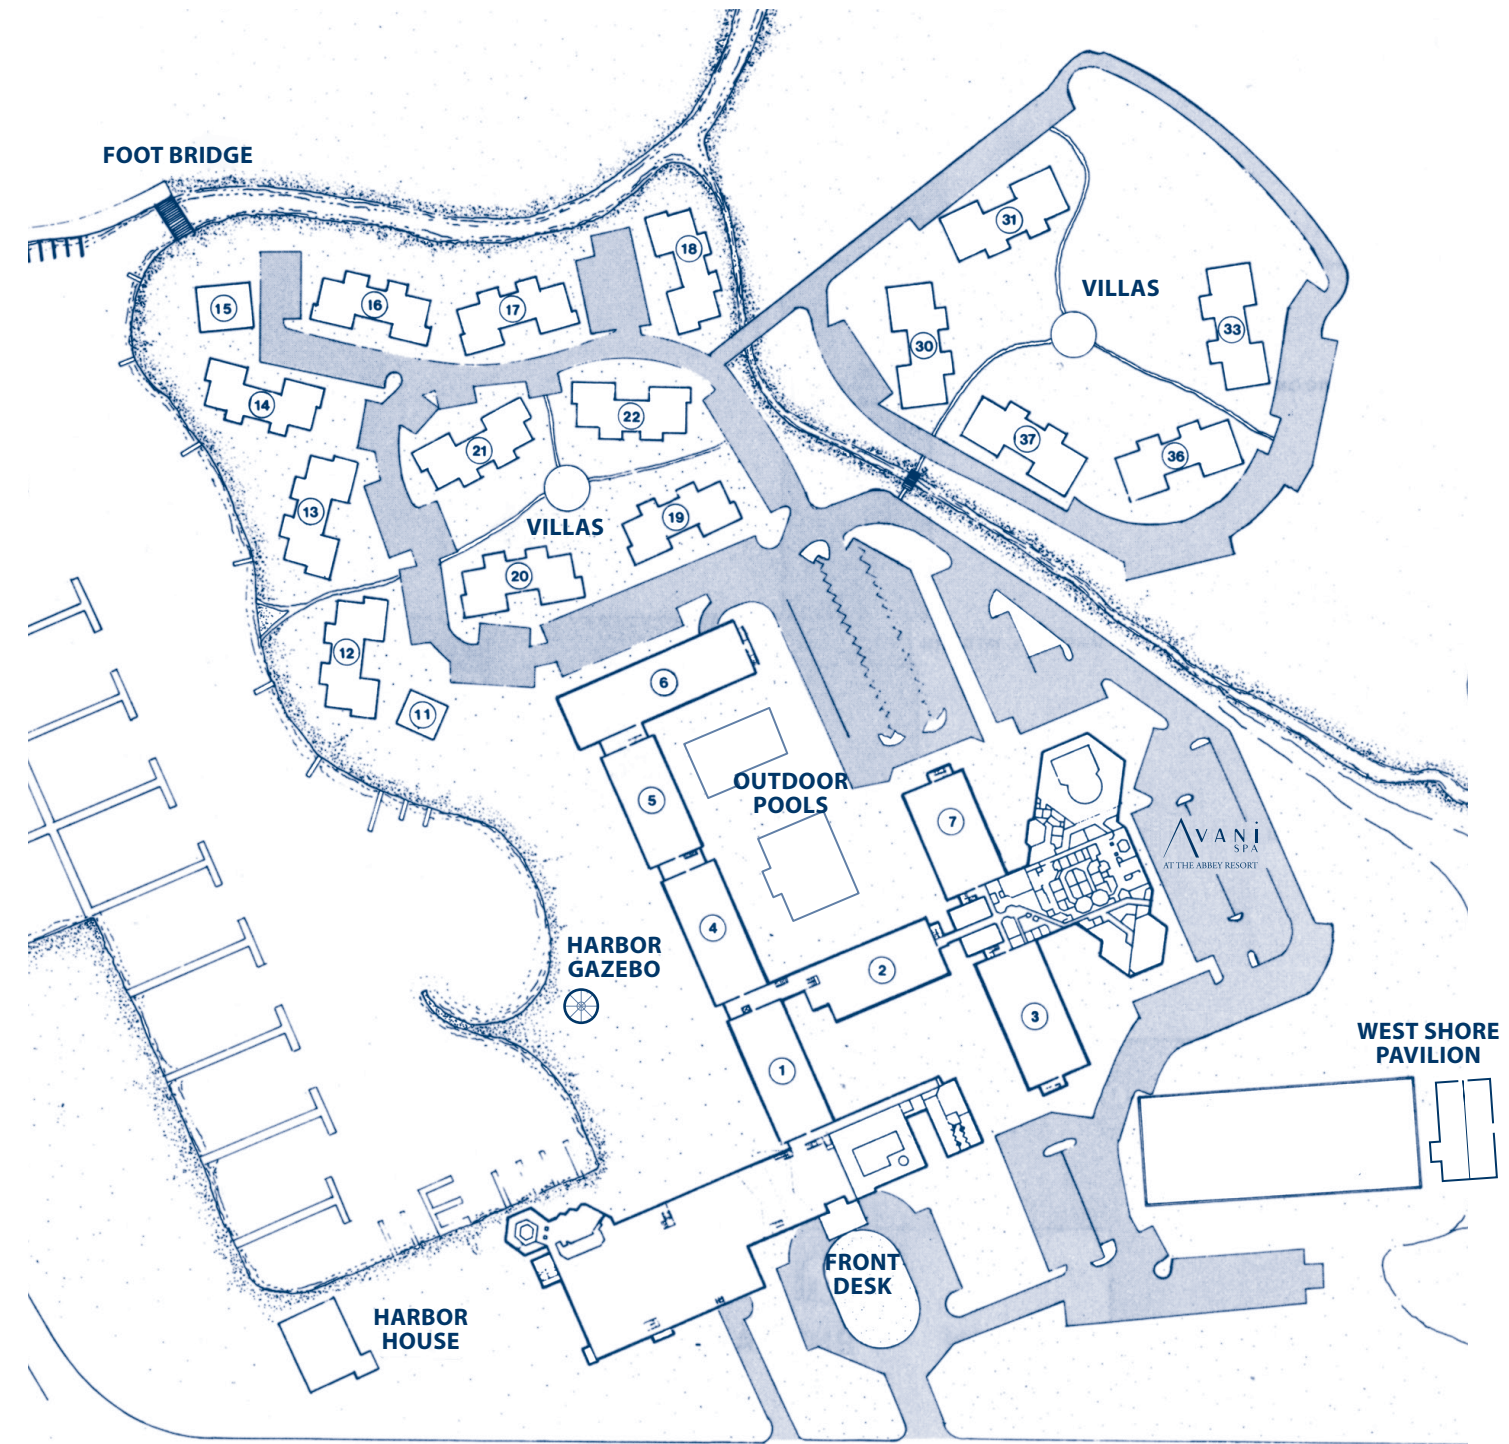 FOOT BRIDGE
18
31
15
16
17
VILLAS
33
30
14
22
37
21
36
13
19
VILLAS
20
12
6
11
OUTDOOR
POOLS
5
7
AVANi
SPA
AT THE ABBEY RESORT
4
HARBOR
GAZEBO
2
3
WEST SHORE
PAVILION
1
FRONT
DESK
HARBOR
HOUSE